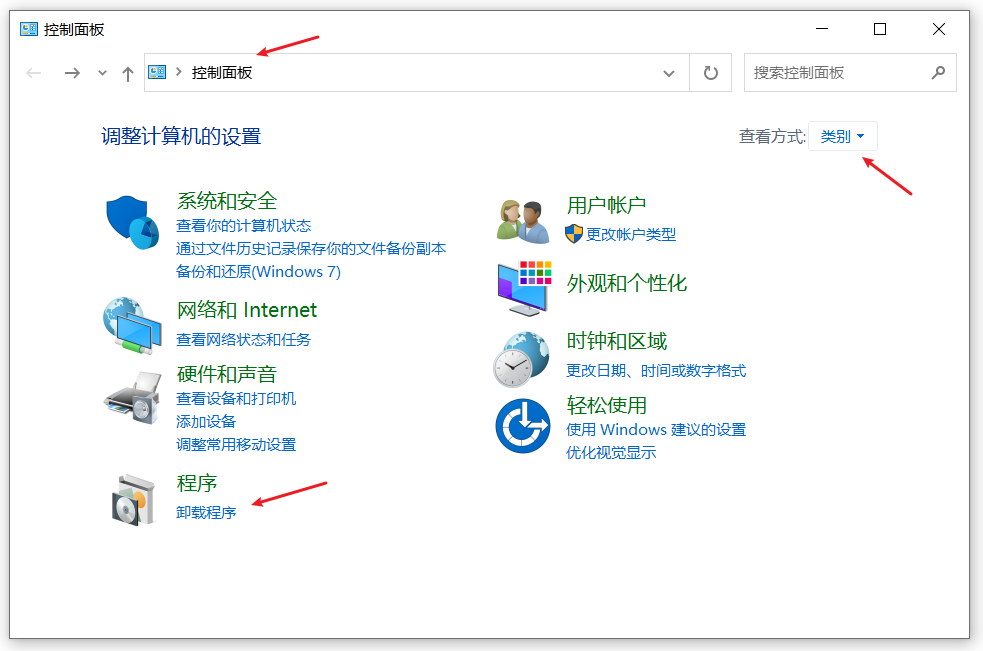 控制面板
控制面板
搜索控制面板
调整计算机的设置
查看方式: 类别
系统和安全
查看你的计算机状态
通过文件历史记录保存你的文件备份副本
备份和还原(Windows 7)
网络和 Internet
查看网络状态和任务
硬件和声音
查看设备和打印机
添加设备
调整常用移动设置
程序
卸载程序
用户帐户
更改帐户类型
外观和个性化
时钟和区域
更改日期、时间或数字格式
轻松使用
使用 Windows 建议的设置
优化视觉显示